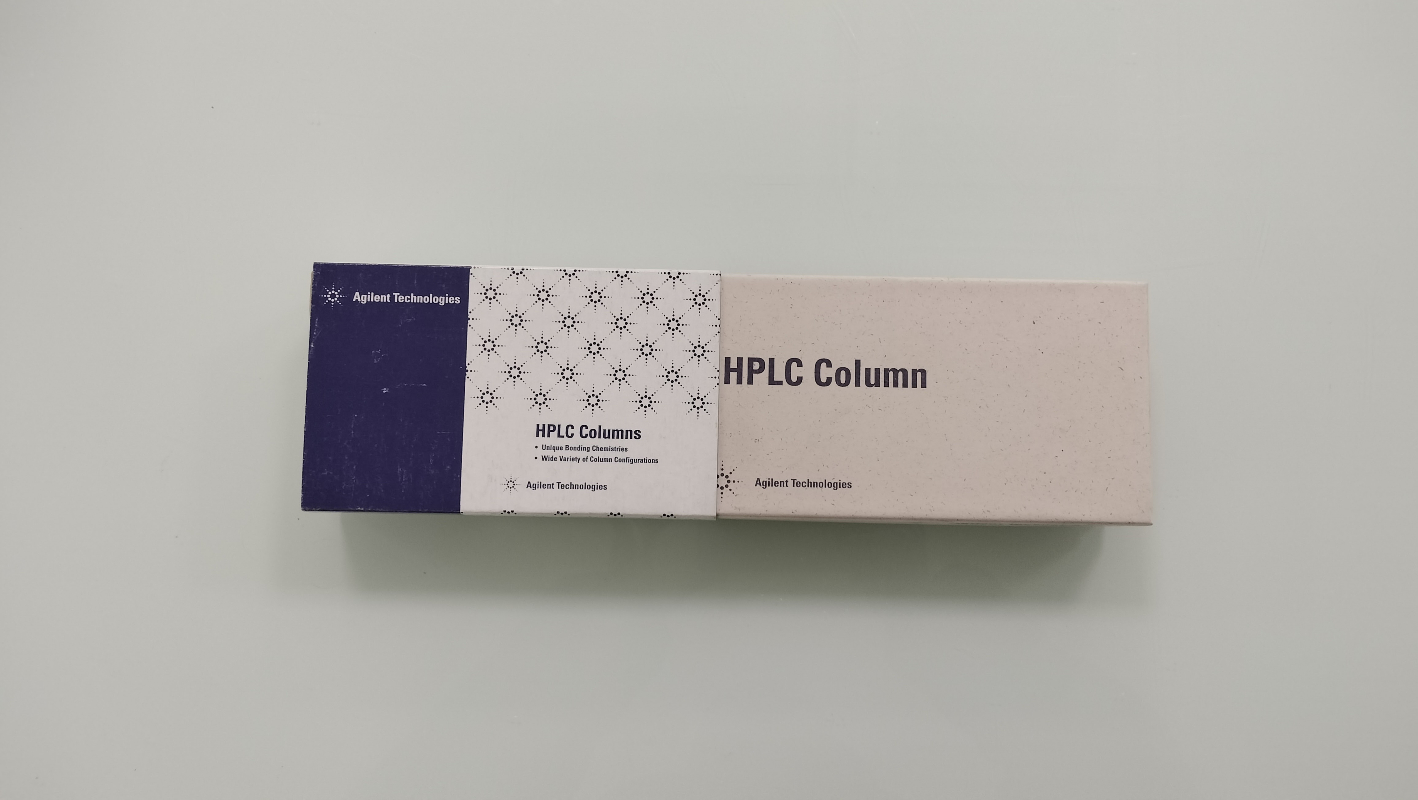 Agilent Technologies
HPLC Columns
• Unique Bonding Chemistries
• Wide Variety of Column Configurations
Agilent Technologies
HPLC Column
Agilent Technologies